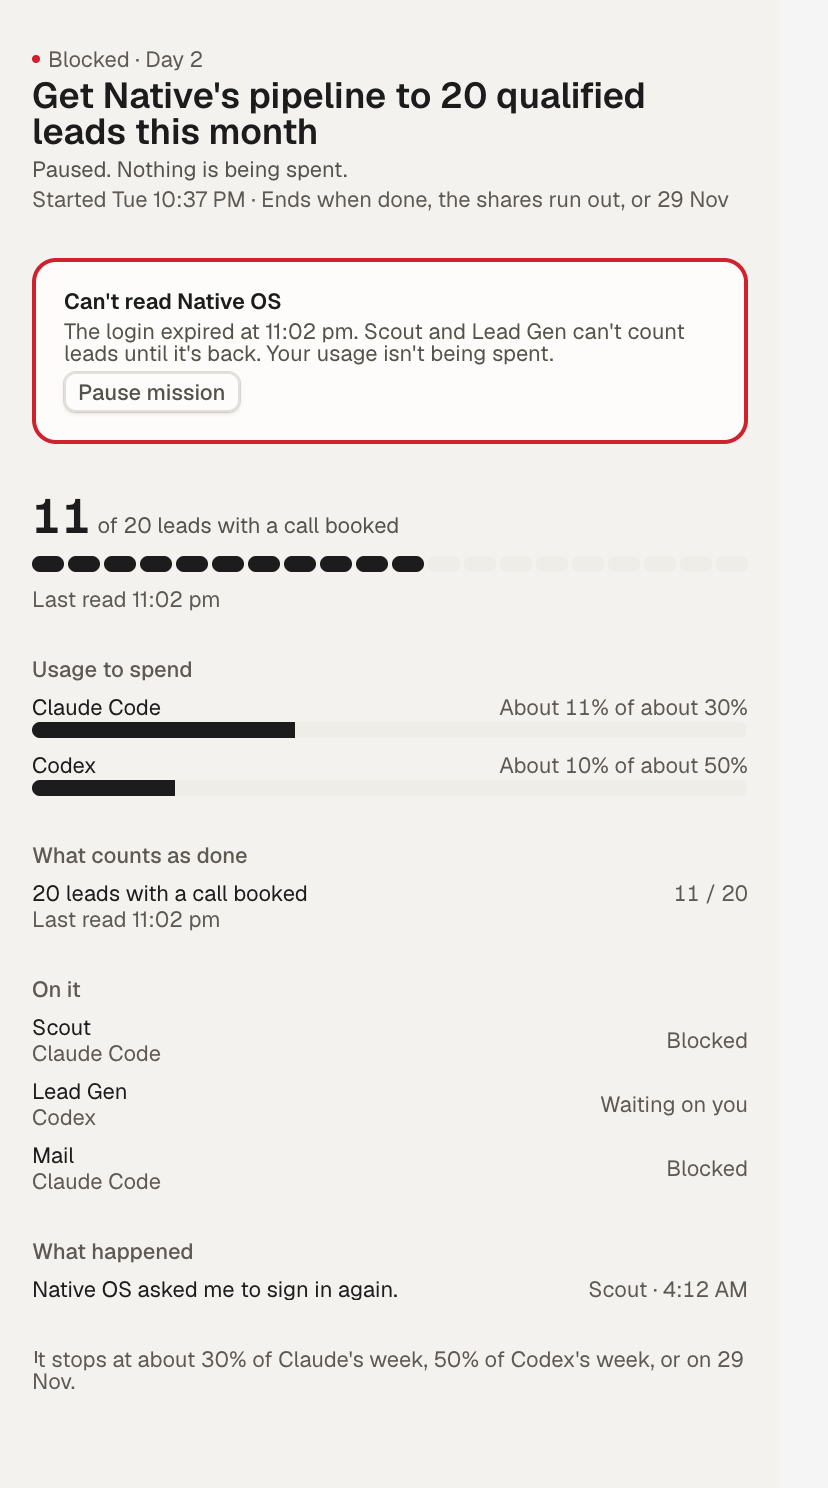 Blocked · Day 2
Get Native's pipeline to 20 qualified
leads this month
Paused. Nothing is being spent.
Started Tue 10:37 PM · Ends when done, the shares run out, or 29 Nov
Can't read Native OS
The login expired at 11:02 pm. Scout and Lead Gen can't count
leads until it's back. Your usage isn't being spent.
Pause mission
11 of 20 leads with a call booked
Last read 11:02 pm
Usage to spend
Claude Code About 11% of about 30%
Codex About 10% of about 50%
What counts as done
20 leads with a call booked 11 / 20
Last read 11:02 pm
On it
Scout
Claude Code Blocked
Lead Gen
Codex Waiting on you
Mail
Claude Code Blocked
What happened
Native OS asked me to sign in again. Scout · 4:12 AM
It stops at about 30% of Claude's week, 50% of Codex's week, or on 29
Nov.